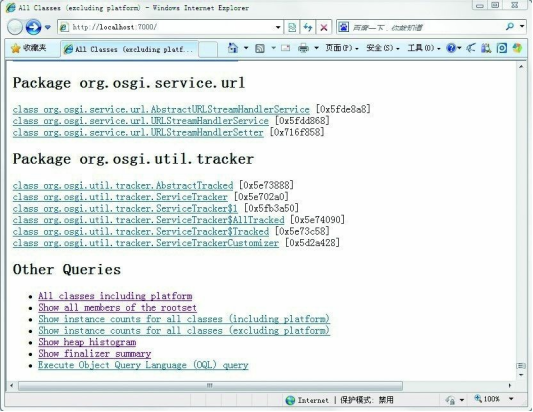 All Classes (excluding platform) - Windows Internet Explorer
http://localhost:7000/
百度一下，你就知道
收藏夹
All Classes (excluding platf...
页面(P)
安全(S)
工具(O)
Package org.osgi.service.url
class org.osgi.service.url.AbstractURLStreamHandlerService [0x5fde8a8]
class org.osgi.service.url.URLStreamHandlerService [0x5fdd868]
class org.osgi.service.url.URLStreamHandlerSetter [0x716f858]
Package org.osgi.util.tracker
class org.osgi.util.tracker.AbstractTracked [0x5e73888]
class org.osgi.util.tracker.ServiceTracker [0x5e702a0]
class org.osgi.util.tracker.ServiceTracker$1 [0x5fb3a50]
class org.osgi.util.tracker.ServiceTracker$AllTracked [0x5e74090]
class org.osgi.util.tracker.ServiceTracker$Tracked [0x5e73c58]
class org.osgi.util.tracker.ServiceTrackerCustomizer [0x5d2a428]
Other Queries
All classes including platform
Show all members of the rootset
Show instance counts for all classes (including platform)
Show instance counts for all classes (excluding platform)
Show heap histogram
Show finalizer summary
Execute Object Query Language (OQL) query
Internet | 保护模式: 禁用
100%